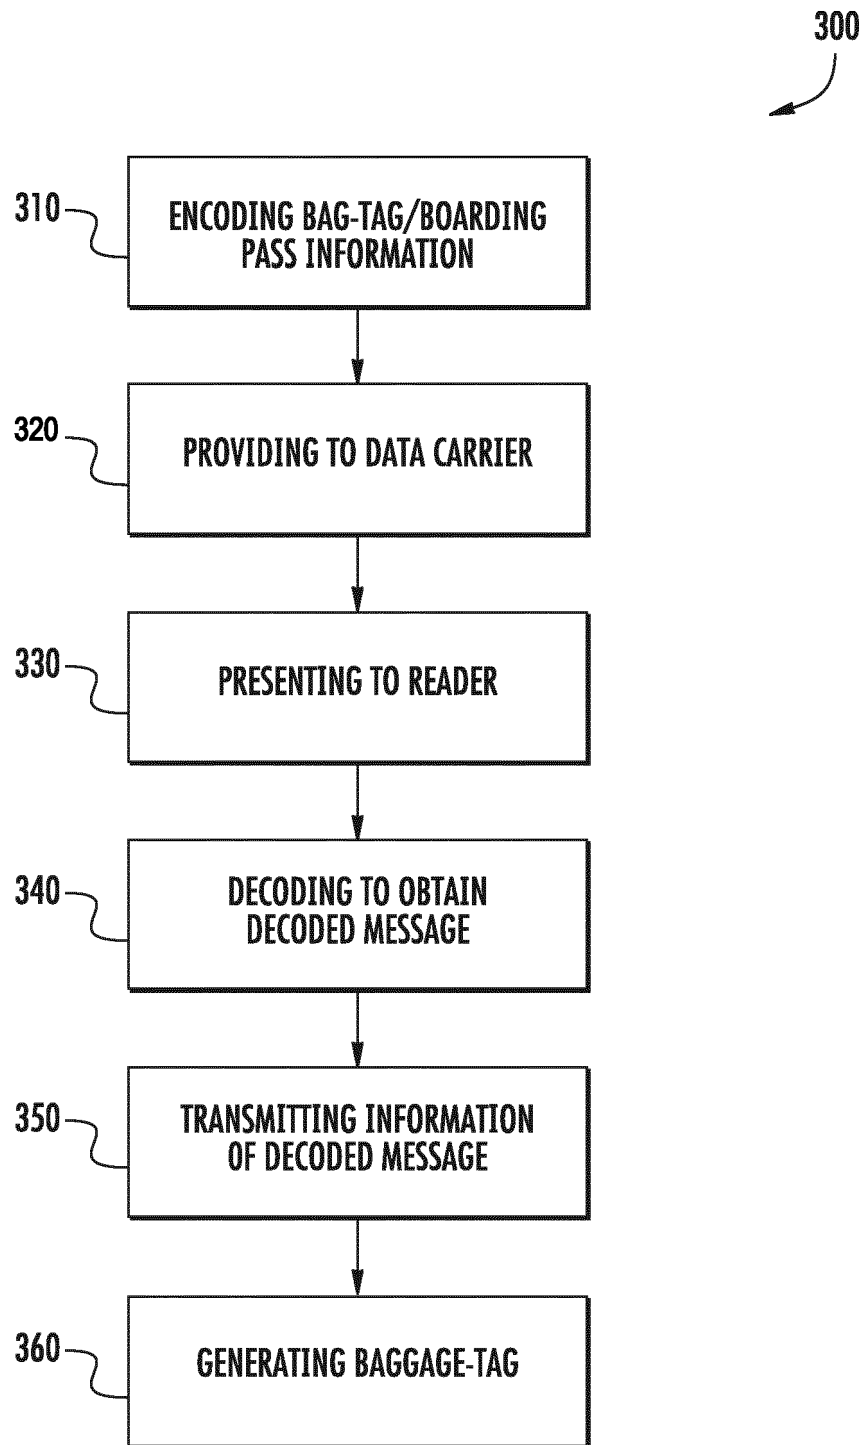 300
310
ENCODING BAG-TAG/BOARDING
PASS INFORMATION
320
PROVIDING TO DATA CARRIER
330
PRESENTING TO READER
340
DECODING TO OBTAIN
DECODED MESSAGE
350
TRANSMITTING INFORMATION
OF DECODED MESSAGE
360
GENERATING BAGGAGE-TAG